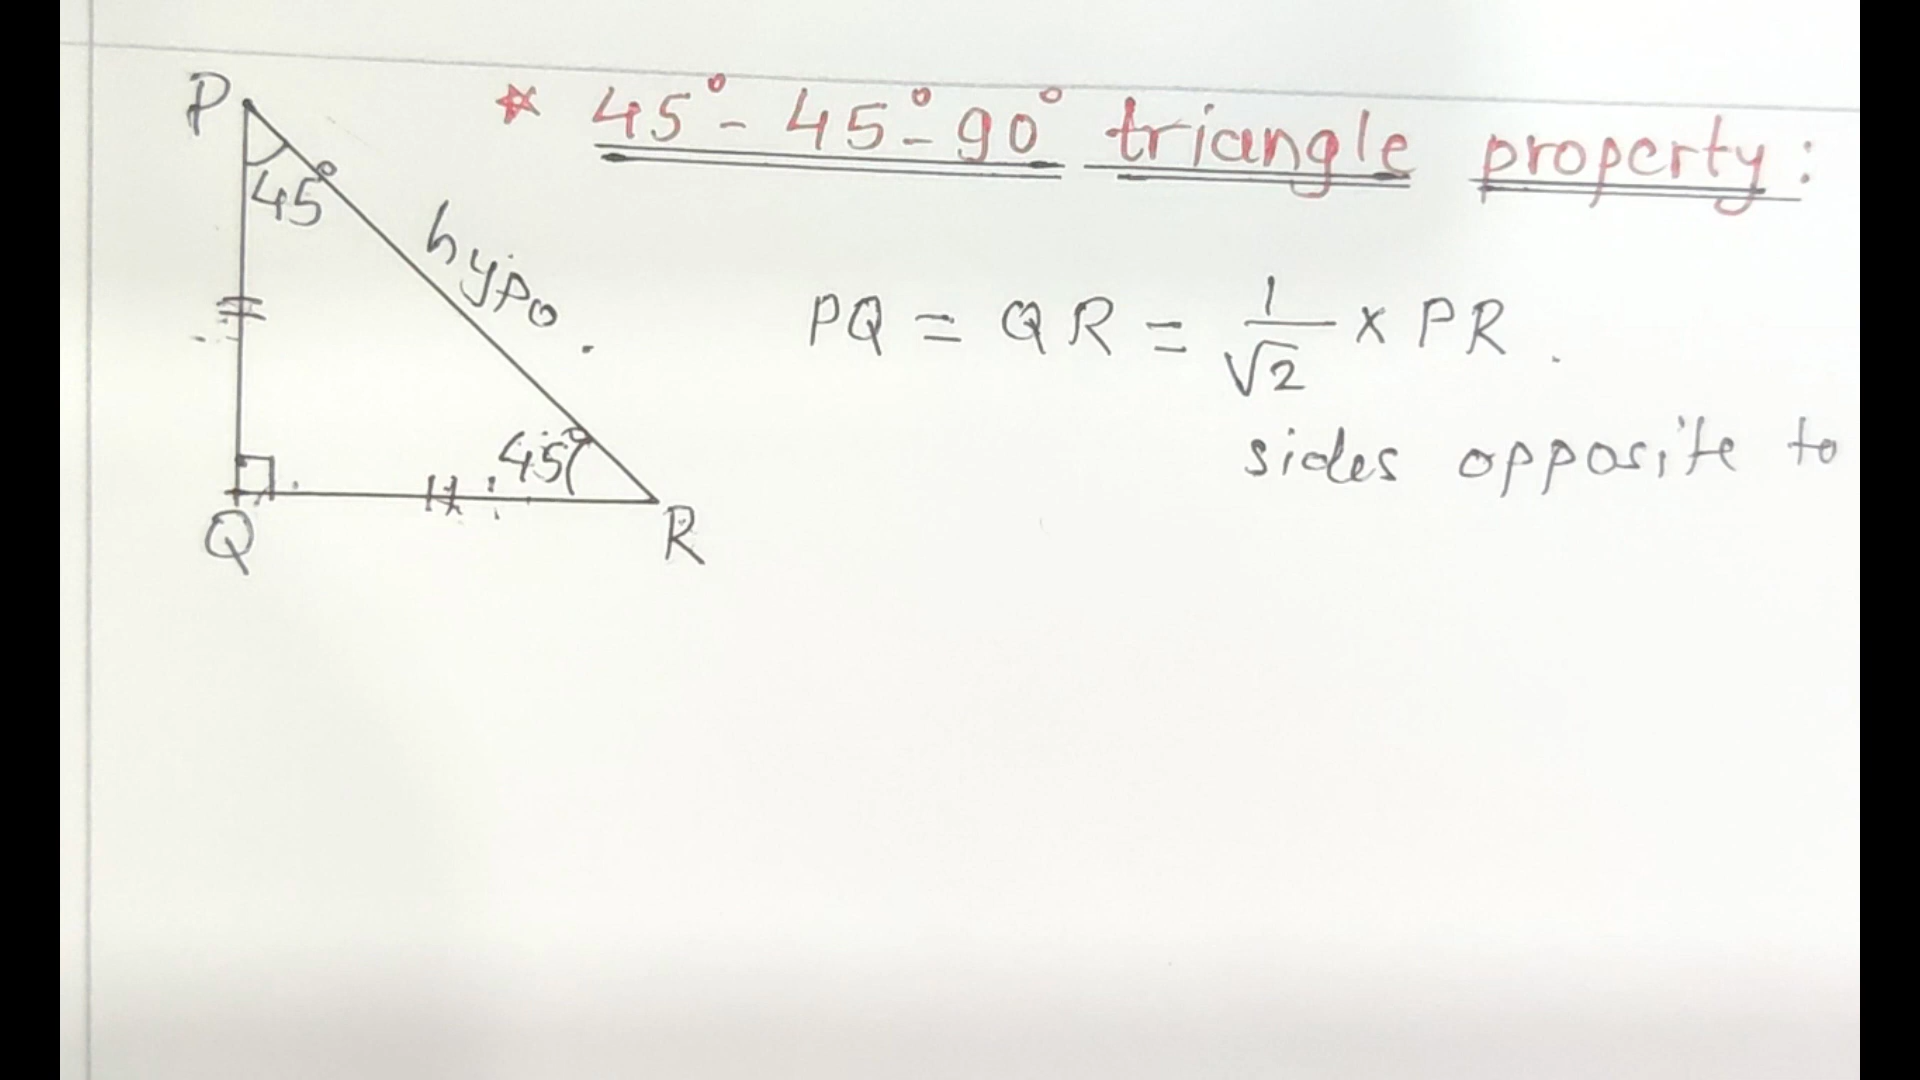 * 45° - 45° - 90° triangle property :
P
45°
hypo.
PQ = QR = 1/√2 × PR.
sides opposite to
45°
Q
R